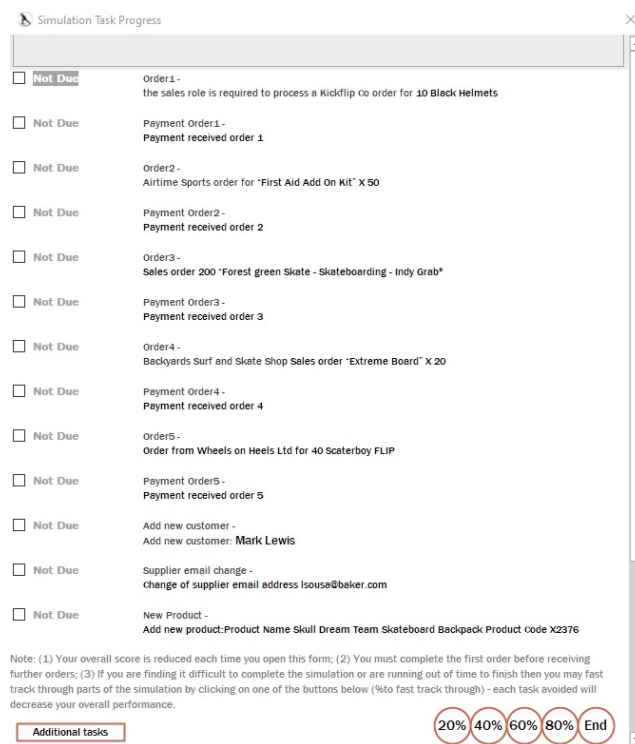 Simulation Task Progress
Not Due Order1 -
the sales role is required to process a Kickflip Co order for 10 Black Helmets
Not Due Payment Order1 -
Payment received order 1
Not Due Order2 -
Airtime Sports order for "First Aid Add On Kit" X 50
Not Due Payment Order2 -
Payment received order 2
Not Due Order3 -
Sales order 200 "Forest green Skate - Skateboarding - Indy Grab"
Not Due Payment Order3 -
Payment received order 3
Not Due Order4 -
Backyards Surf and Skate Shop Sales order "Extreme Board" X 20
Not Due Payment Order4 -
Payment received order 4
Not Due Order5 -
Order from Wheels on Heels Ltd for 40 Scaterboy FLIP
Not Due Payment Order5 -
Payment received order 5
Not Due Add new customer -
Add new customer: Mark Lewis
Not Due Supplier email change -
Change of supplier email address lsousa@baker.com
Not Due New Product -
Add new product:Product Name Skull Dream Team Skateboard Backpack Product Code X2376
Note: (1) Your overall score is reduced each time you open this form; (2) You must complete the first order before receiving
further orders; (3) If you are finding it difficult to complete the simulation or are running out of time to finish then you may fast
track through parts of the simulation by clicking on one of the buttons below (%to fast track through) - each task avoided will
decrease your overall performance.
Additional tasks 20% 40% 60% 80% End